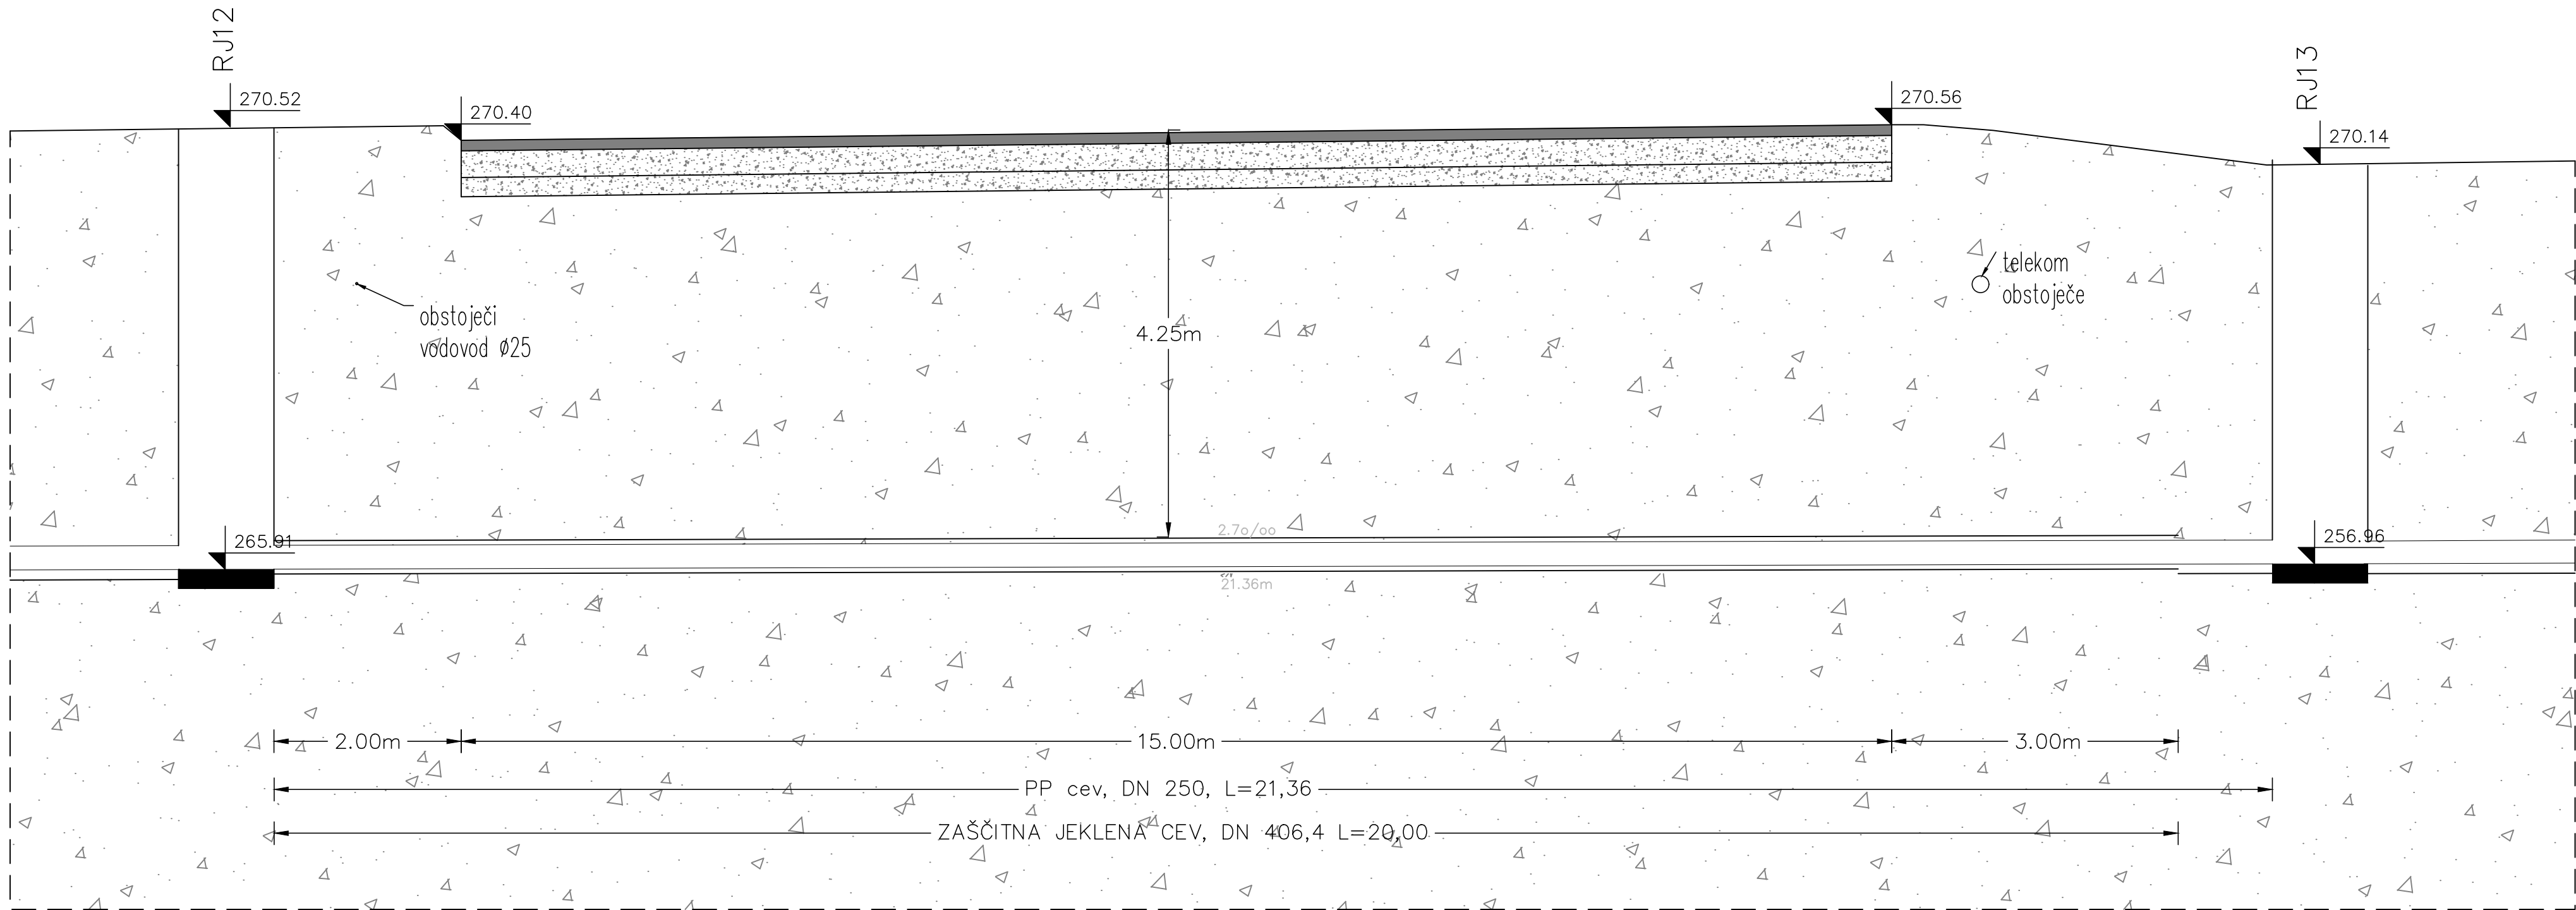 RJ12
RJ13
270.52
270.40
270.56
270.14
telekom
obstoječe
obstoječi
vodovod Ø25
4.25m
2.7o/oo
265.91
256.96
21.36m
2.00m
15.00m
3.00m
PP cev, DN 250, L=21,36
ZAŠČITNA JEKLENA CEV, DN 406,4 L=20,00